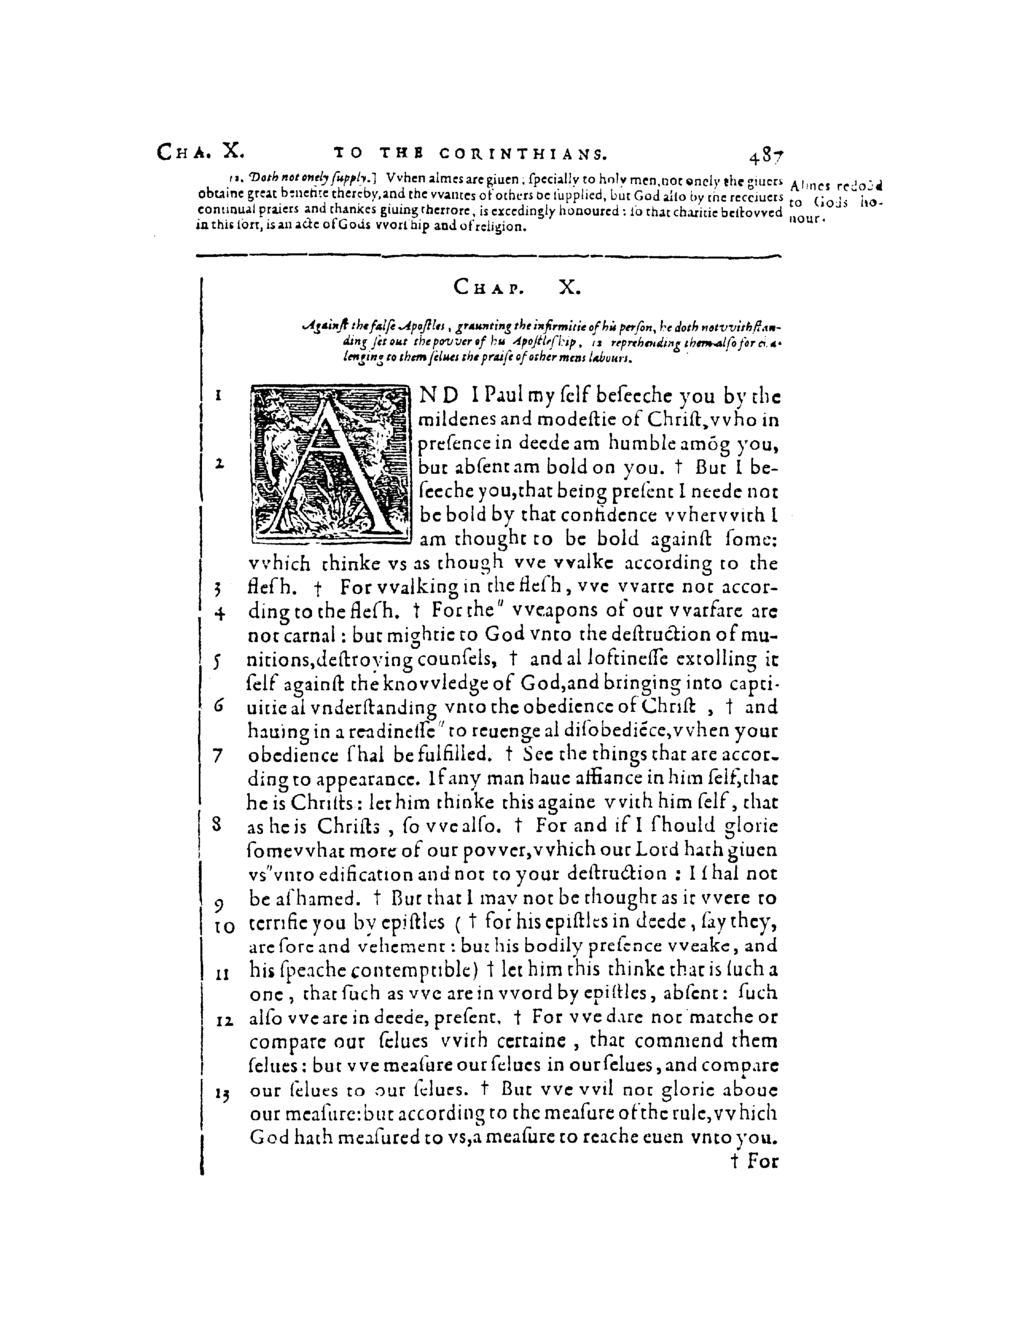 CHA. X. TO THE CORINTHIANS. 487
12. Doth not onely ſupply.] Vvhen almes are giuen, ſpecially to holy men, not onely the giuers
obtaine great benefite thereby, and the vvantes of others be ſupplied, but God alſo by the receiuers
continual praiers and thankes giuing therfore, is excedingly honoured: ſo that charitie beſtovved
in this ſort, is an acte of Gods vvorſhip and of religion.
Almes redoūd
to Gods ho-
nour.
CHAP. X.
Againſt the falſe Apoſtles, graunting the infirmitie of his perſon, he doth notvvithſtan-
ding ſet out the povver of his Apoſtleſhip, 12 reprehending them alſo for cha-
lenging to them ſelues the praiſe of other mens labours.
1 AND I Paul my ſelf beſeeche you by the
mildenes and modeſtie of Chriſt, vvho in
preſence in deede am humble amōg you,
2 but abſent am bold on you. † But I be-
ſeeche you, that being preſent I neede not
be bold by that confidence vvhervvith I
am thought to be bold againſt ſome:
vvhich thinke vs as though vve vvalke according to the
3 fleſh. † For vvalking in the fleſh, vve vvarre not accor-
4 ding to the fleſh. † For the " vveapons of our vvarfare are
not carnal: but mightie to God vnto the deſtruction of mu-
5 nitions, deſtroying counſels, † and al loftineſſe extolling it
ſelf againſt the knovvledge of God, and bringing into capti-
6 uitie al vnderſtanding vnto the obedience of Chriſt, † and
hauing in a readineſſe " to reuenge al diſobediēce, vvhen your
7 obedience ſhal be fulfilled. † See the things that are accor-
ding to appearance. If any man haue affiance in him ſelf, that
he is Chriſts: let him thinke this againe vvith him ſelf, that
8 as he is Chriſts, ſo vve alſo. † For and if I ſhould glorie
ſomevvhat more of our povver, vvhich our Lord hath giuen
vs " vnto edification and not to your deſtruction: I ſhal not
9 be aſhamed. † But that I may not be thought as it vvere to
10 terrifie you by epiſtles ( † for his epiſtles in deede, ſay they,
are ſore and vehement: but his bodily preſence vveake, and
11 his ſpeache contemptible) † let him this thinke that is ſuch a
one, that ſuch as vve are in vvord by epiſtles, abſent: ſuch
12 alſo vve are in deede, preſent. † For vve dare not matche or
compare our ſelues vvith certaine, that commend them
ſelues: but vve meaſure our ſelues in our ſelues, and compare
13 our ſelues to our ſelues. † But vve vvil not glorie aboue
our meaſure: but according to the meaſure of the rule, vvhich
God hath meaſured to vs, a meaſure to reache euen vnto you.
† For